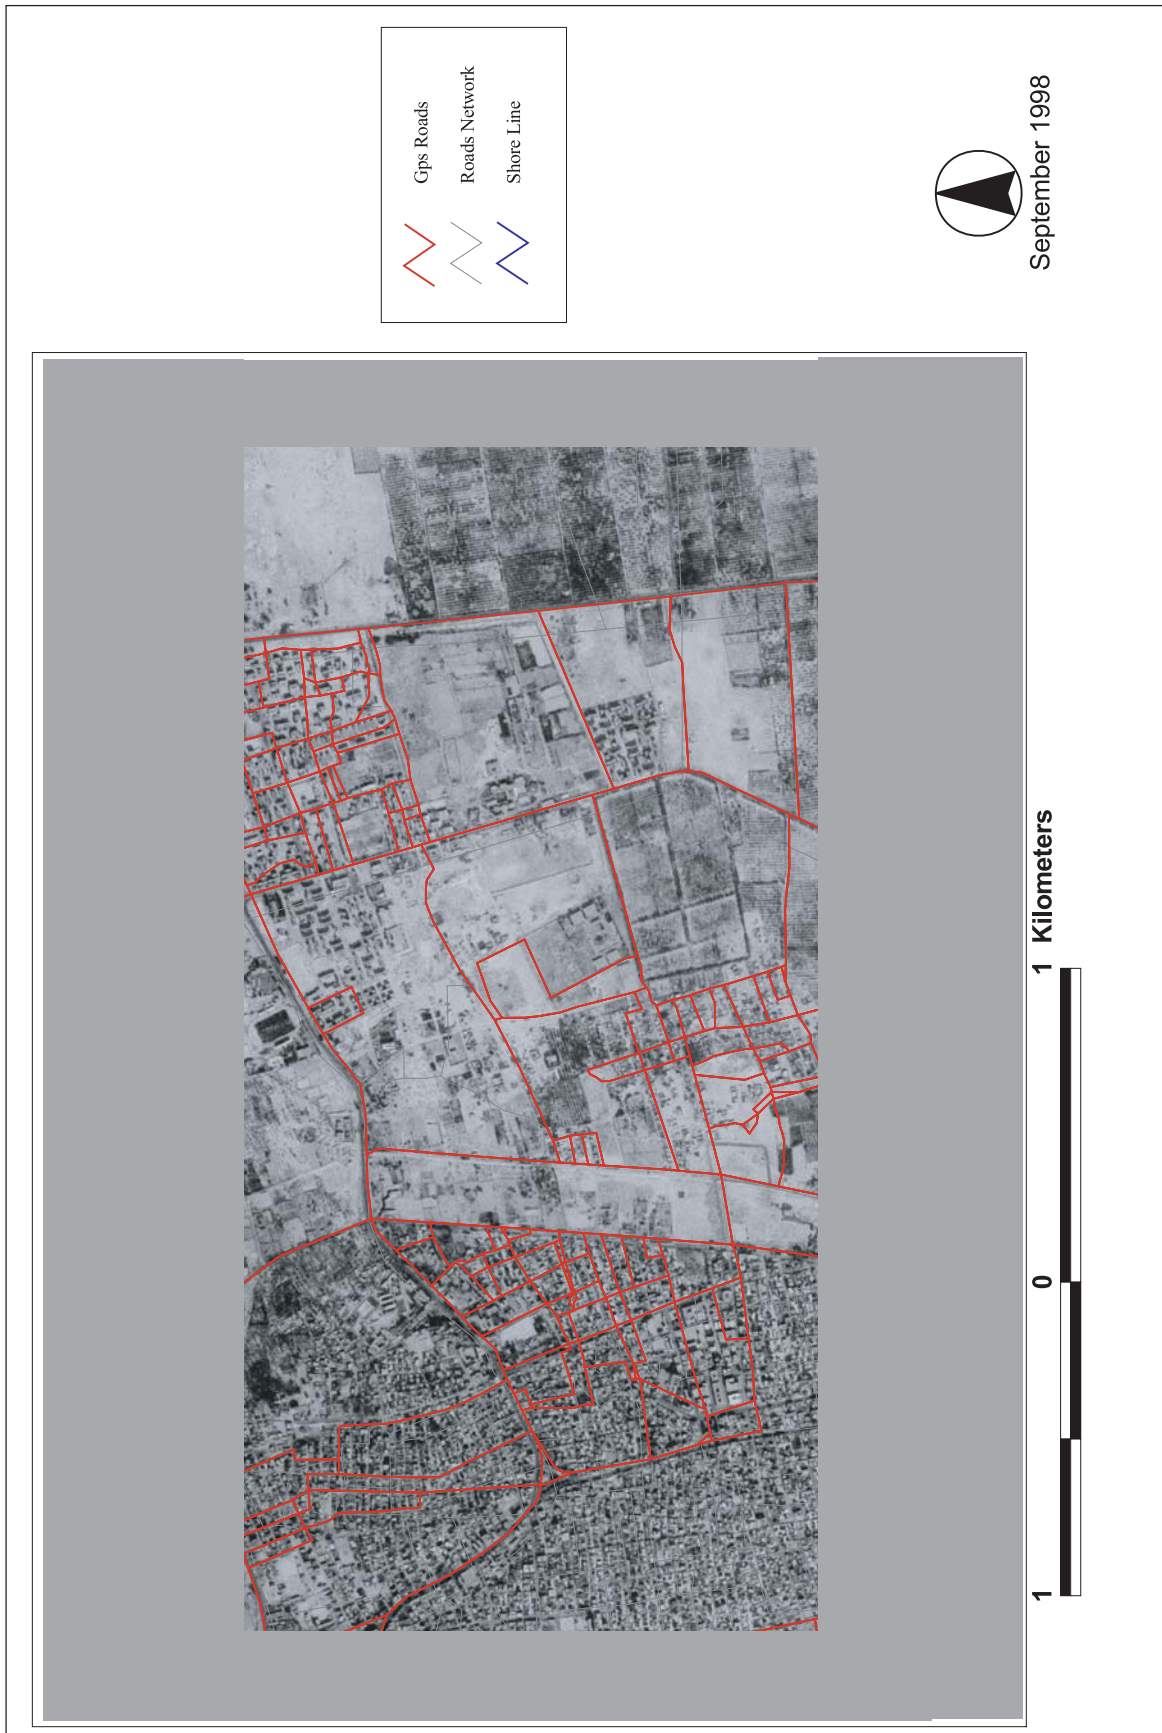 Gps Roads
Roads Network
Shore Line
September 1998
1 0 1 Kilometers